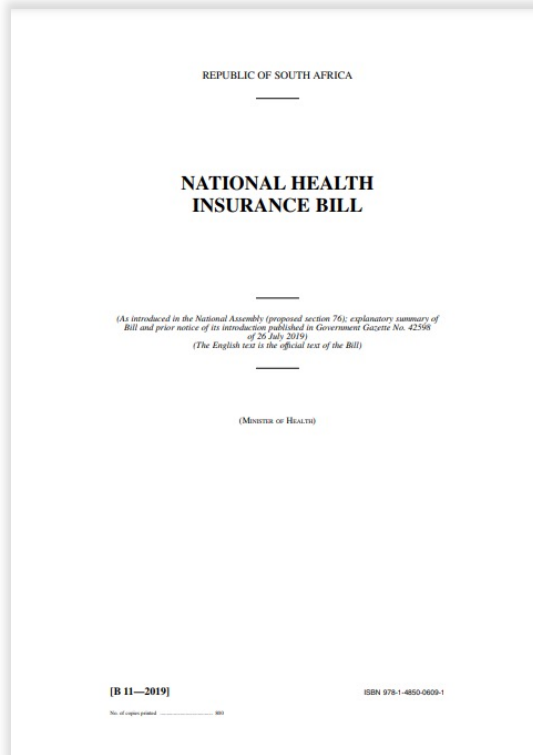 REPUBLIC OF SOUTH AFRICA
NATIONAL HEALTH
INSURANCE BILL
(As introduced in the National Assembly (proposed section 76); explanatory summary of
Bill and prior notice of its introduction published in Government Gazette No. 42598
of 26 July 2019)
(The English text is the official text of the Bill)
(MINISTER OF HEALTH)
[B 11—2019]
ISBN 978-1-4850-0609-1
No. of copies printed ....................................... 800